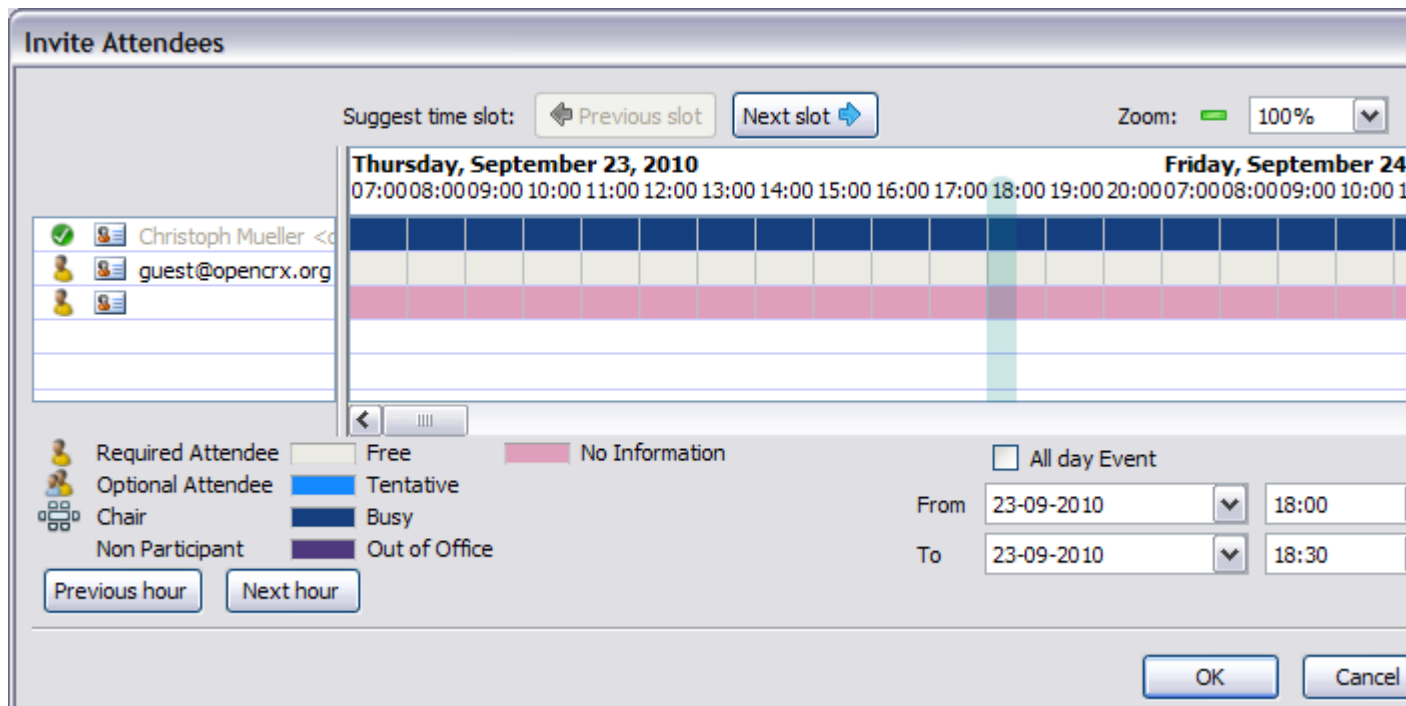 Invite Attendees
Suggest time slot: Previous slot Next slot Zoom: 100%
Thursday, September 23, 2010 Friday, September 24
07:00 08:00 09:00 10:00 11:00 12:00 13:00 14:00 15:00 16:00 17:00 18:00 19:00 20:00 07:00 08:00 09:00 10:00 1
Christoph Mueller <c
guest@opencrx.org
Required Attendee Free No Information
All day Event
Optional Attendee Tentative
From 23-09-2010 18:00
Chair Busy
Non Participant Out of Office
To 23-09-2010 18:30
Previous hour Next hour
OK Cancel